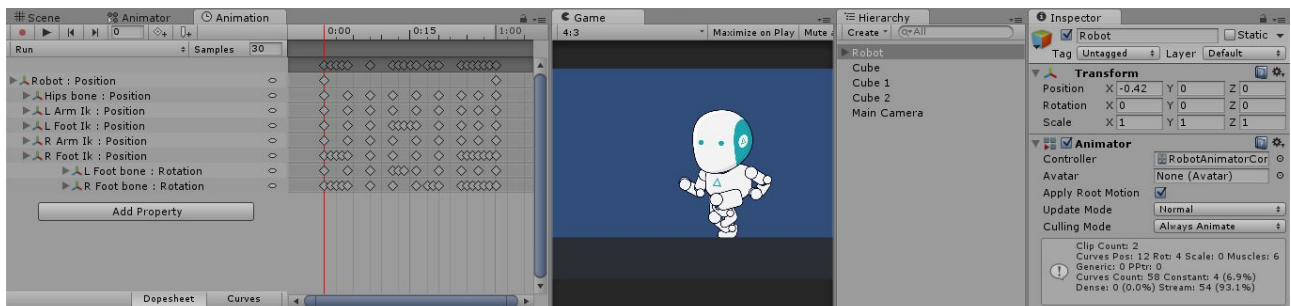 Scene Animator Animation
0 0:00 0:15 1:00
Run Samples 30
Robot : Position
Hips bone : Position
L Arm Ik : Position
L Foot Ik : Position
R Arm Ik : Position
R Foot Ik : Position
L Foot bone : Rotation
R Foot bone : Rotation
Add Property
Dopesheet Curves
Game
4:3 Maximize on Play Mute
Hierarchy
Create All
Robot
Cube
Cube 1
Cube 2
Main Camera
Inspector
Robot Static
Tag Untagged Layer Default
Transform
Position X -0.42 Y 0 Z 0
Rotation X 0 Y 0 Z 0
Scale X 1 Y 1 Z 1
Animator
Controller RobotAnimatorCor
Avatar None (Avatar)
Apply Root Motion
Update Mode Normal
Culling Mode Always Animate
Clip Count: 2
Curves Pos: 12 Rot: 4 Scale: 0 Muscles: 6
Generic: 0 PPtr: 0
Curves Count: 58 Constant: 4 (6.9%)
Dense: 0 (0.0%) Stream: 54 (93.1%)